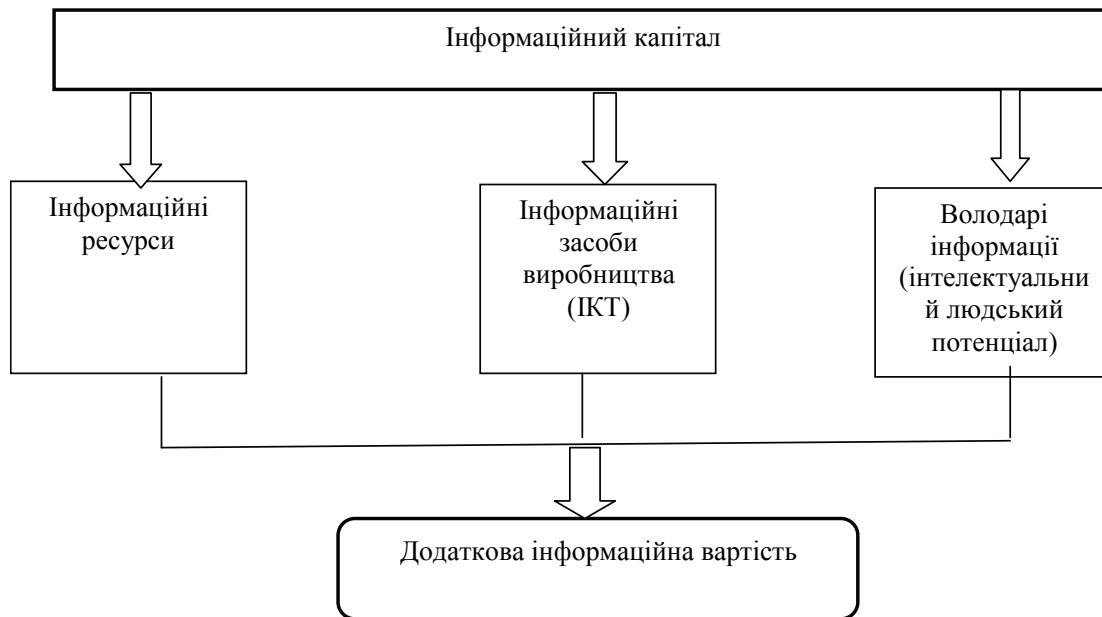 Інформаційний капітал
Інформаційні
ресурси
Інформаційні
засоби
виробництва
(ІКТ)
Володарі
інформації
(інтелектуальни
й людський
потенціал)
Додаткова інформаційна вартість